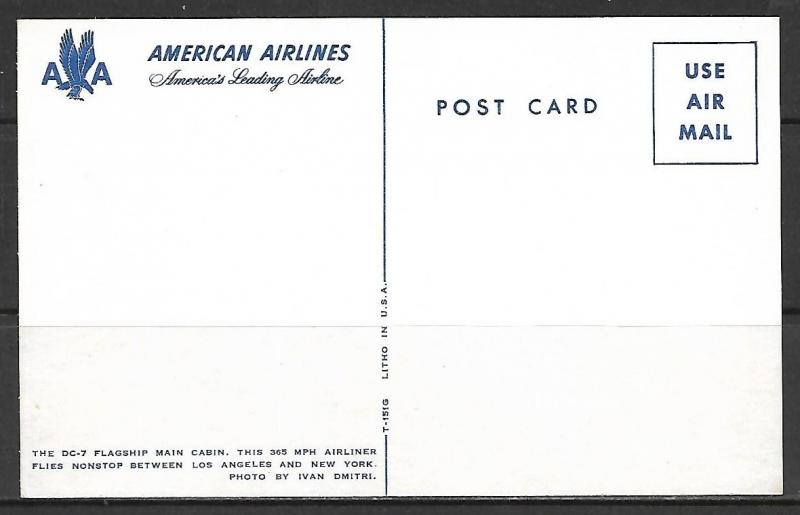 A A
AMERICAN AIRLINES
America's Leading Airline
POST CARD
USE
AIR
MAIL
T-151G LITHO IN U.S.A.
THE DC-7 FLAGSHIP MAIN CABIN. THIS 365 MPH AIRLINER
FLIES NONSTOP BETWEEN LOS ANGELES AND NEW YORK.
PHOTO BY IVAN DMITRI.